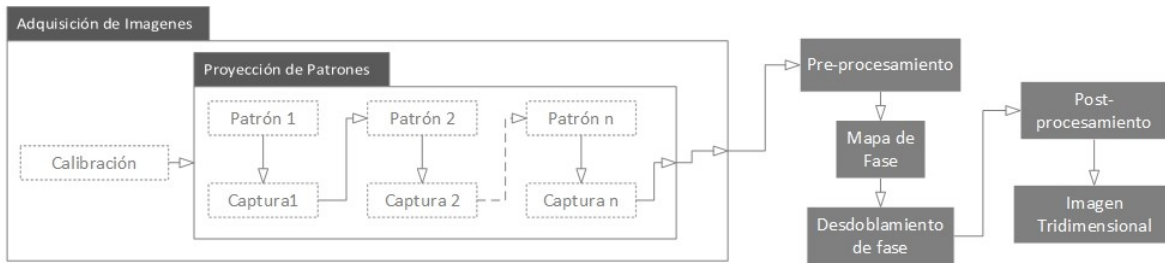 Adquisición de Imagenes
Proyección de Patrones
Calibración
Patrón 1
Captura1
Patrón 2
Captura 2
Patrón n
Captura n
Pre-procesamiento
Mapa de
Fase
Desdoblamiento
de fase
Post-
procesamiento
Imagen
Tridimensional